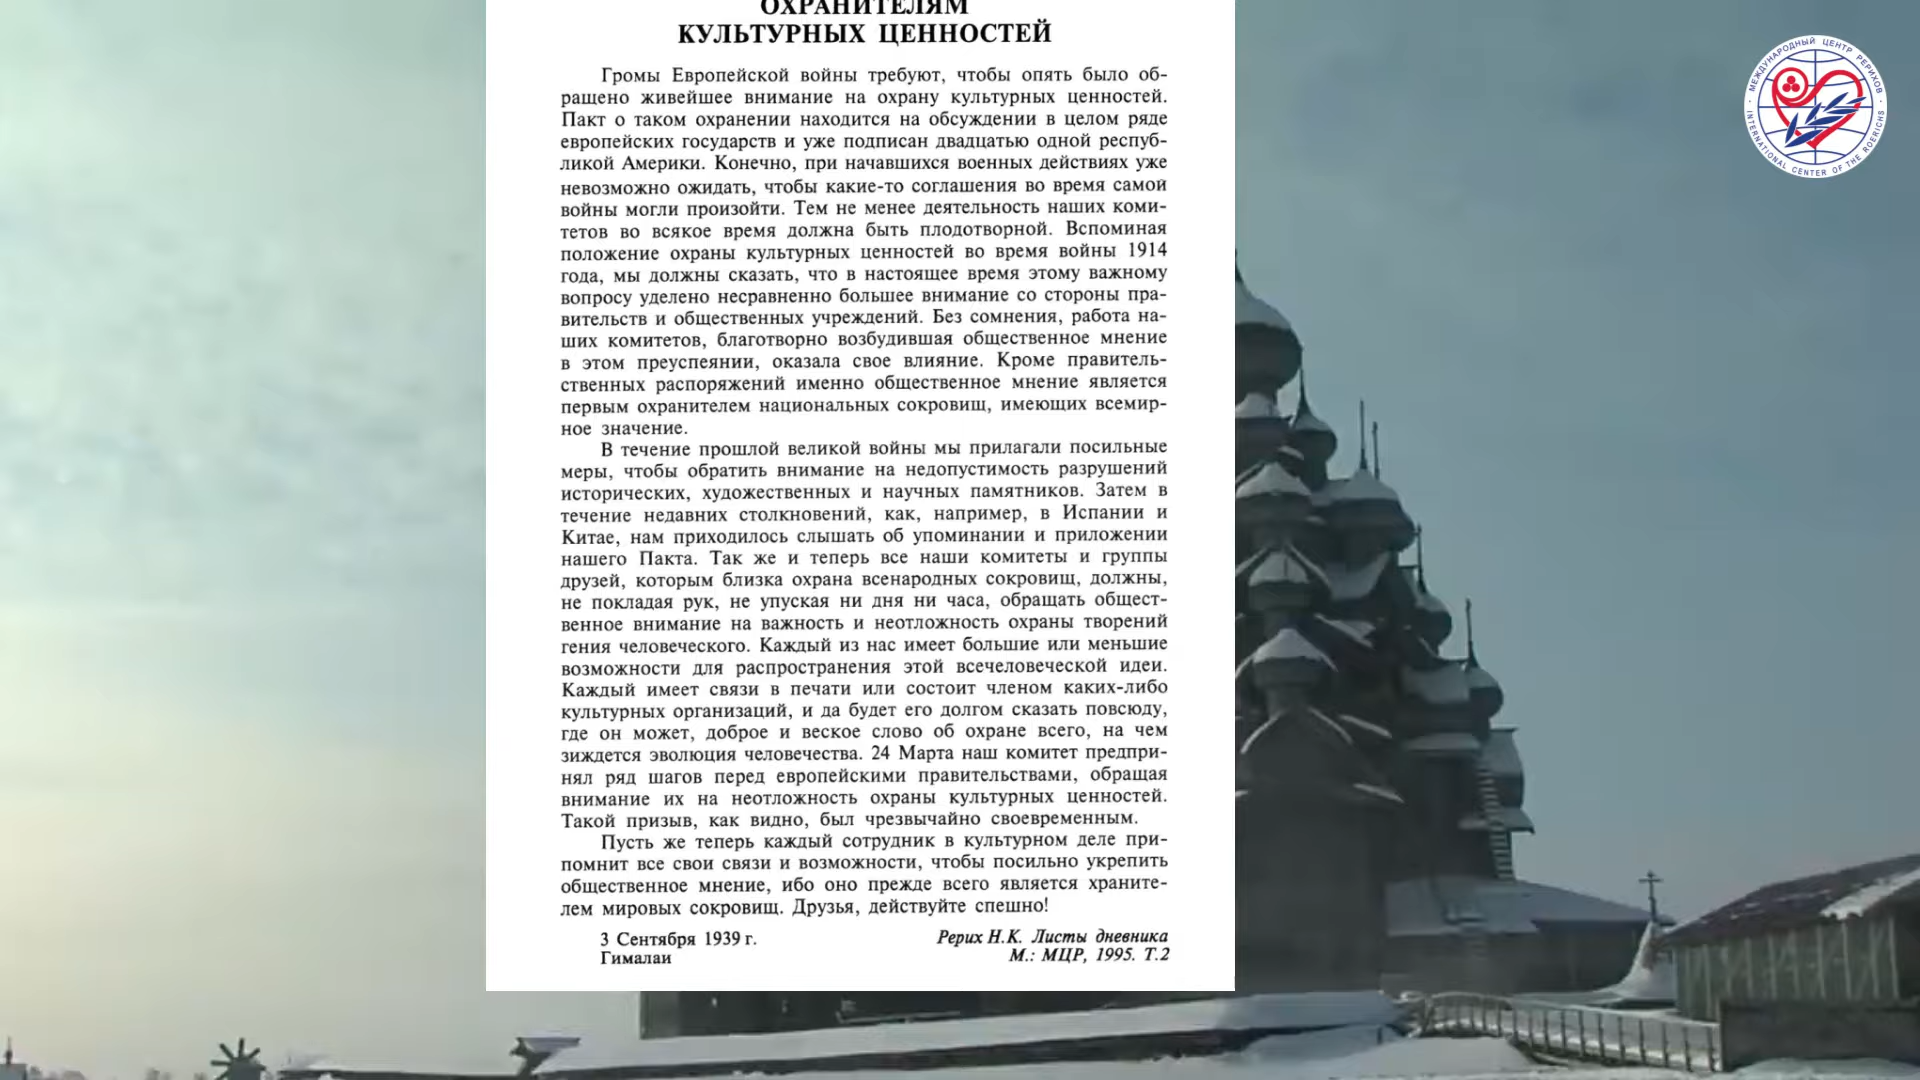 ОХРАНИТЕЛЯМ
КУЛЬТУРНЫХ ЦЕННОСТЕЙ
Громы Европейской войны требуют, чтобы опять было об-
ращено живейшее внимание на охрану культурных ценностей.
Пакт о таком охранении находится на обсуждении в целом ряде
европейских государств и уже подписан двадцатью одной респуб-
ликой Америки. Конечно, при начавшихся военных действиях уже
невозможно ожидать, чтобы какие-то соглашения во время самой
войны могли произойти. Тем не менее деятельность наших коми-
тетов во всякое время должна быть плодотворной. Вспоминая
положение охраны культурных ценностей во время войны 1914
года, мы должны сказать, что в настоящее время этому важному
вопросу уделено несравненно большее внимание со стороны пра-
вительств и общественных учреждений. Без сомнения, работа на-
ших комитетов, благотворно возбудившая общественное мнение
в этом преуспеянии, оказала свое влияние. Кроме правитель-
ственных распоряжений именно общественное мнение является
первым охранителем национальных сокровищ, имеющих всемир-
ное значение.
В течение прошлой великой войны мы прилагали посильные
меры, чтобы обратить внимание на недопустимость разрушений
исторических, художественных и научных памятников. Затем в
течение недавних столкновений, как, например, в Испании и
Китае, нам приходилось слышать об упоминании и приложении
нашего Пакта. Так же и теперь все наши комитеты и группы
друзей, которым близка охрана всенародных сокровищ, должны,
не покладая рук, не упуская ни дня ни часа, обращать общест-
венное внимание на важность и неотложность охраны творений
гения человеческого. Каждый из нас имеет большие или меньшие
возможности для распространения этой всечеловеческой идеи.
Каждый имеет связи в печати или состоит членом каких-либо
культурных организаций, и да будет его долгом сказать повсюду,
где он может, доброе и веское слово об охране всего, на чем
зиждется эволюция человечества. 24 Марта наш комитет предпри-
нял ряд шагов перед европейскими правительствами, обращая
внимание их на неотложность охраны культурных ценностей.
Такой призыв, как видно, был чрезвычайно своевременным.
Пусть же теперь каждый сотрудник в культурном деле при-
помнит все свои связи и возможности, чтобы посильно укрепить
общественное мнение, ибо оно прежде всего является храните-
лем мировых сокровищ. Друзья, действуйте спешно!
3 Сентября 1939 г.
Гималаи
Рерих Н.К. Листы дневника
М.: МЦР, 1995. Т.2
МЕЖДУНАРОДНЫЙ ЦЕНТР РЕРИХОВ
INTERNATIONAL CENTER OF THE ROERICHS